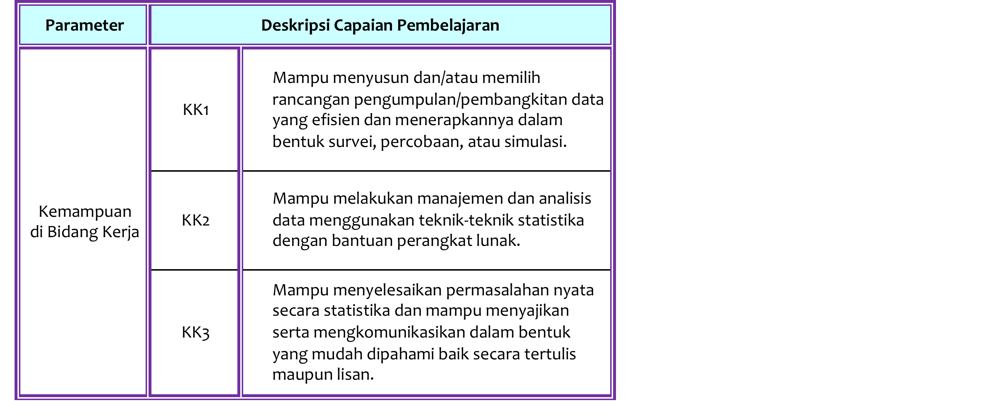 Parameter
Deskripsi Capaian Pembelajaran
Kemampuan
di Bidang Kerja
KK1
Mampu menyusun dan/atau memilih
rancangan pengumpulan/pembangkitan data
yang efisien dan menerapkannya dalam
bentuk survei, percobaan, atau simulasi.
KK2
Mampu melakukan manajemen dan analisis
data menggunakan teknik-teknik statistika
dengan bantuan perangkat lunak.
KK3
Mampu menyelesaikan permasalahan nyata
secara statistika dan mampu menyajikan
serta mengkomunikasikan dalam bentuk
yang mudah dipahami baik secara tertulis
maupun lisan.